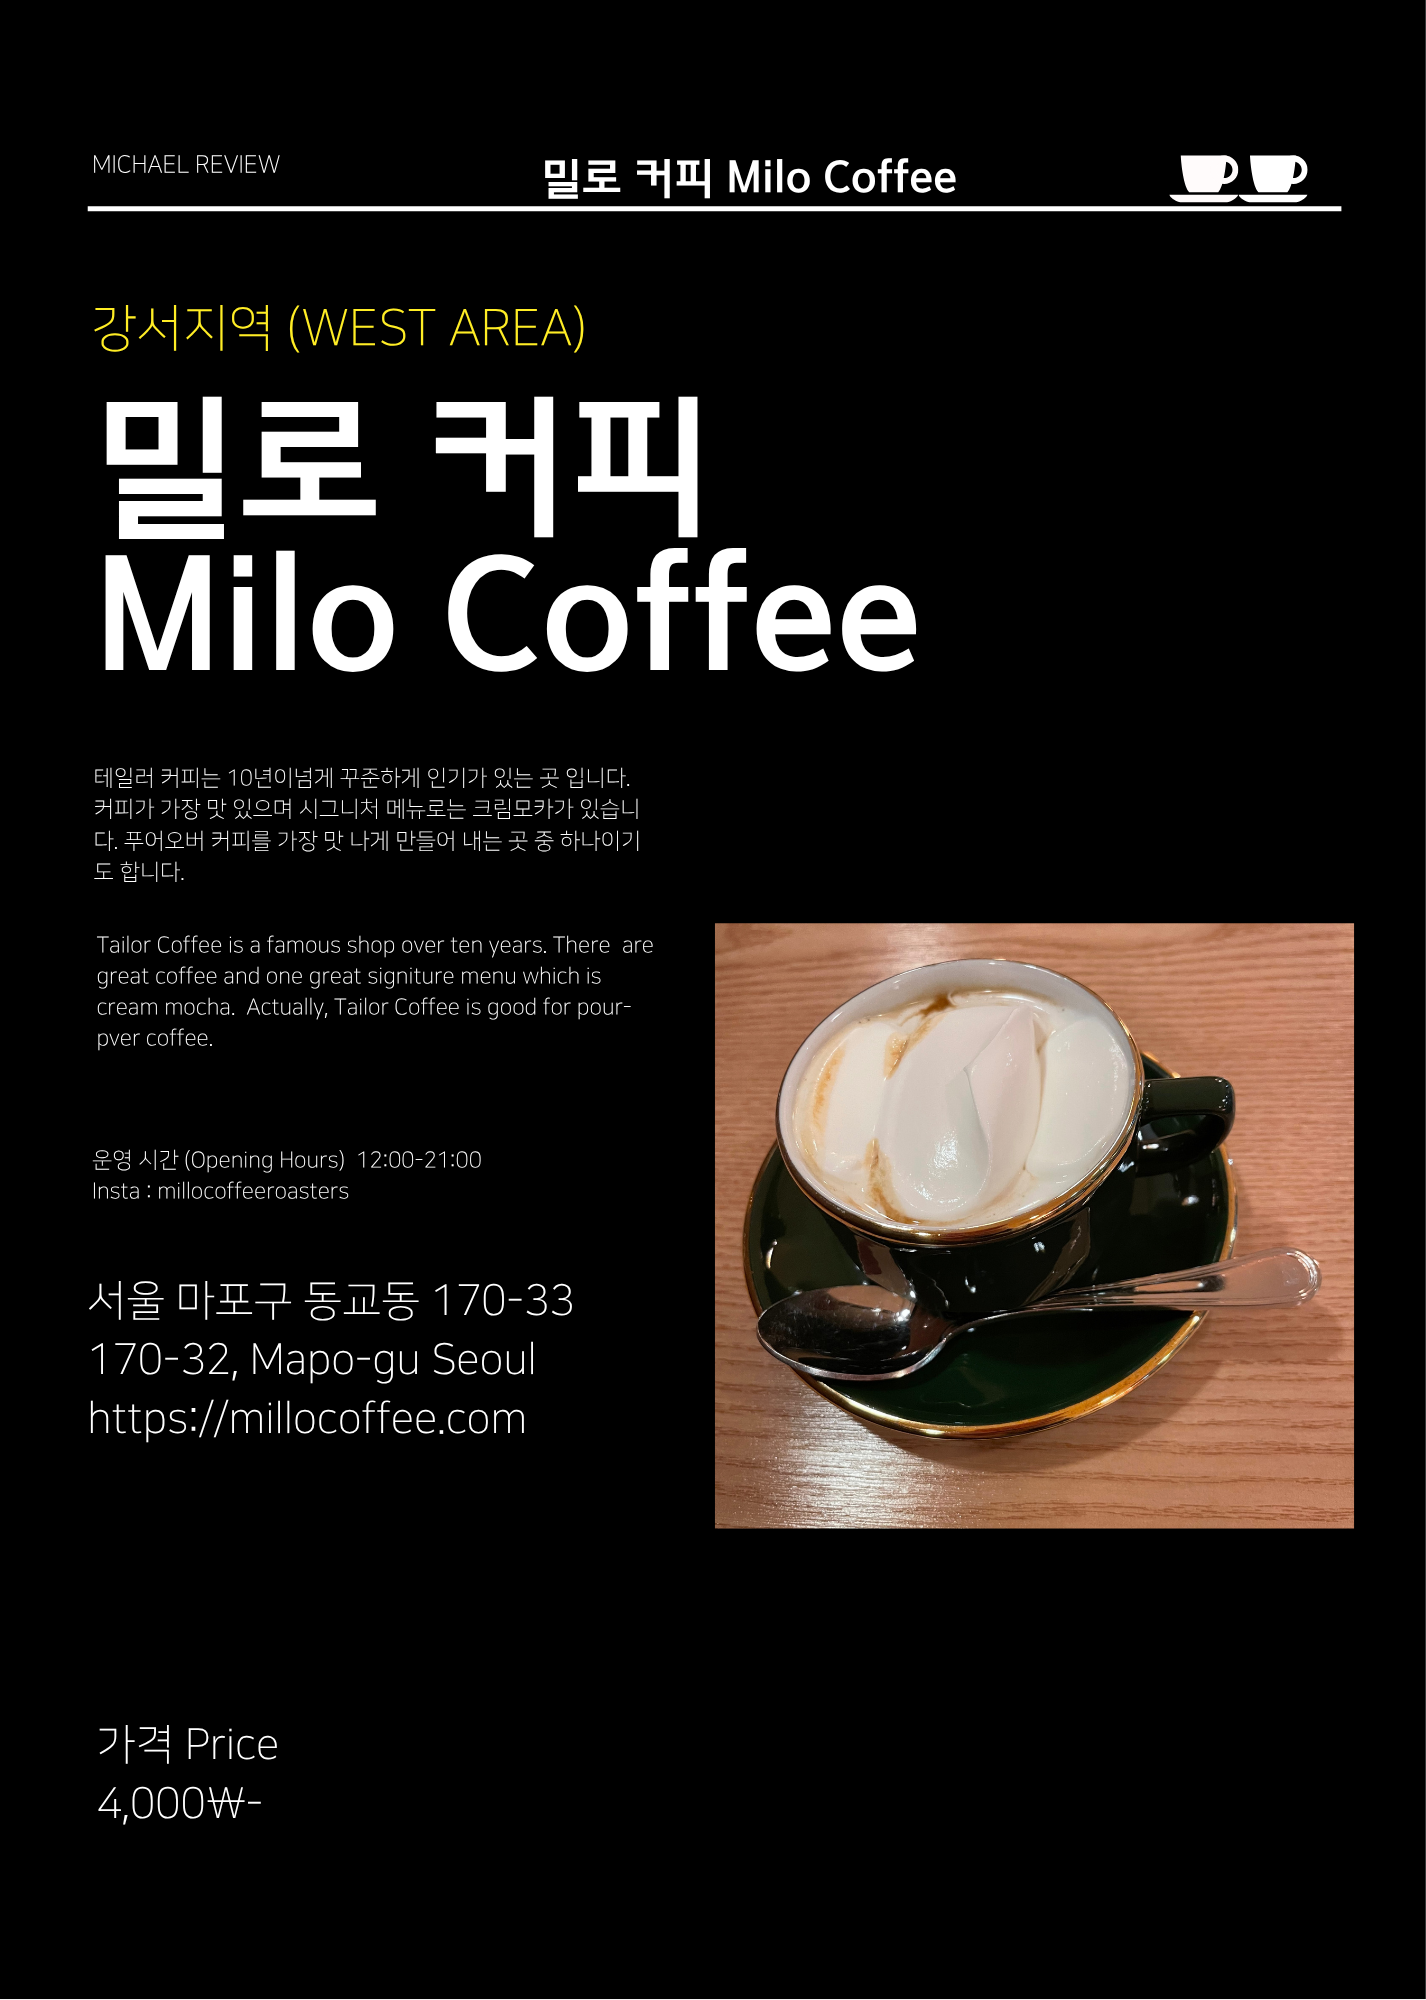 MICHAEL REVIEW
밀로 커피 Milo Coffee
강서지역 (WEST AREA)
밀로 커피
Milo Coffee
테일러 커피는 10년이넘게 꾸준하게 인기가 있는 곳 입니다.
커피가 가장 맛 있으며 시그니처 메뉴로는 크림모카가 있습니
다. 푸어오버 커피를 가장 맛 나게 만들어 내는 곳 중 하나이기
도 합니다.
Tailor Coffee is a famous shop over ten years. There  are
great coffee and one great signiture menu which is
cream mocha.  Actually, Tailor Coffee is good for pour-
pver coffee.
운영 시간 (Opening Hours)  12:00-21:00
Insta : millocoffeeroasters
서울 마포구 동교동 170-33
170-32, Mapo-gu Seoul
https://millocoffee.com
가격 Price
4,000₩-